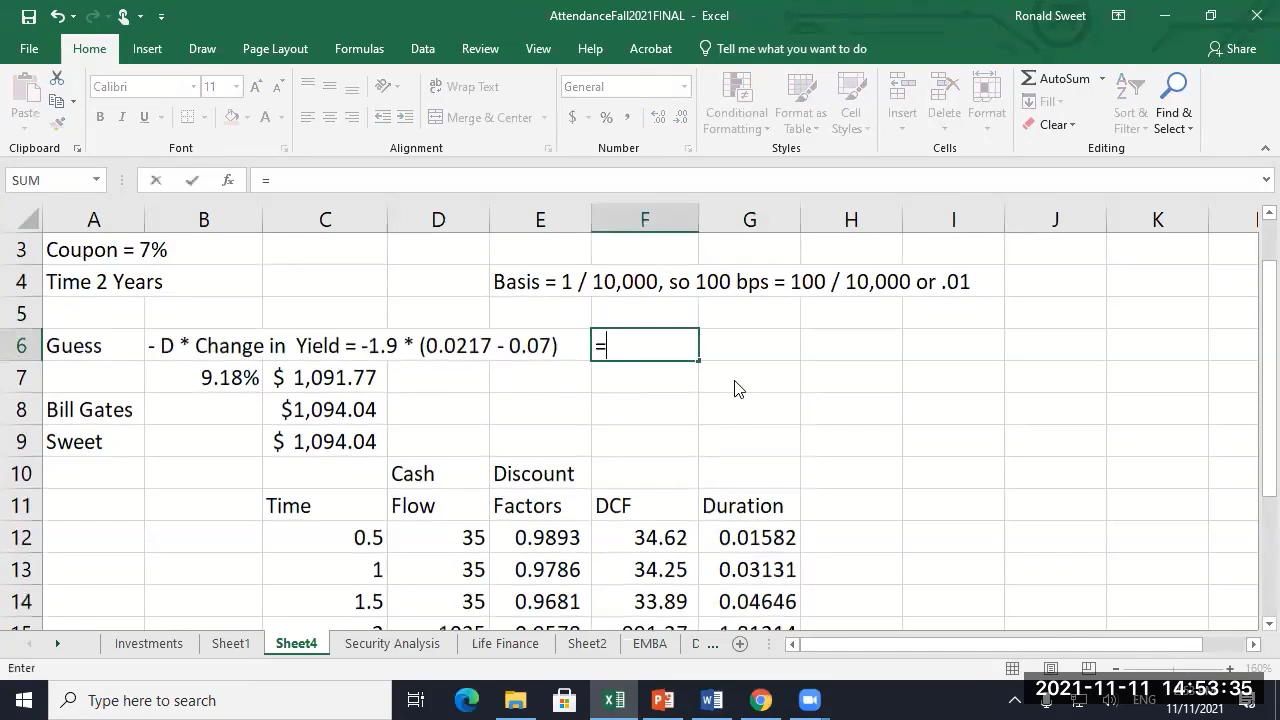 AttendanceFall2021FINAL - Excel
Ronald Sweet
File Home Insert Draw Page Layout Formulas Data Review View Help Acrobat Tell me what you want to do Share
Paste
Calibri 11
B I U A
Wrap Text
Merge & Center
General
$ %
Conditional Formatting
Format as Table
Cell Styles
Insert
Delete
Format
AutoSum
Fill
Clear
Sort & Filter
Find & Select
Clipboard Font Alignment Number Styles Cells Editing
SUM fx =
A B C D E F G H I J K
3 Coupon = 7%
4 Time 2 Years Basis = 1 / 10,000, so 100 bps = 100 / 10,000 or .01
5
6 Guess - D * Change in Yield = -1.9 * (0.0217 - 0.07) =
7 9.18% $ 1,091.77
8 Bill Gates $1,094.04
9 Sweet $ 1,094.04
10 Cash Discount
11 Time Flow Factors DCF Duration
12 0.5 35 0.9893 34.62 0.01582
13 1 35 0.9786 34.25 0.03131
14 1.5 35 0.9681 33.89 0.04646
Investments Sheet1 Sheet4 Security Analysis Life Finance Sheet2 EMBA D ...
Enter
160%
Type here to search
2021-11-11 14:53:35
ENG
11/11/2021